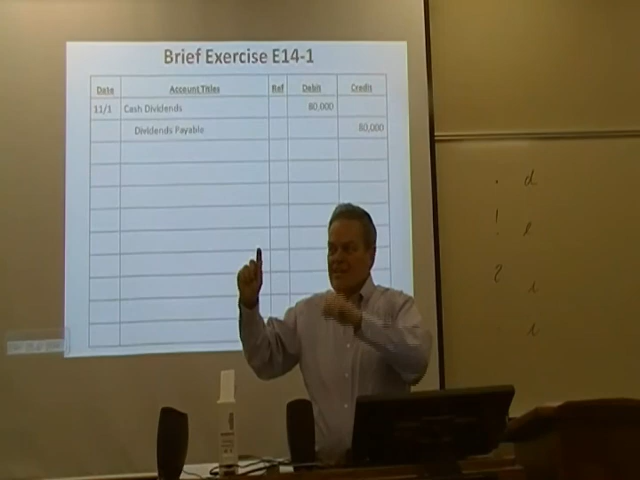 Brief Exercise E14-1
Date Account Titles Ref Debit Credit
11/1 Cash Dividends 80,000
Dividends Payable 80,000
. d
! l
? i
i